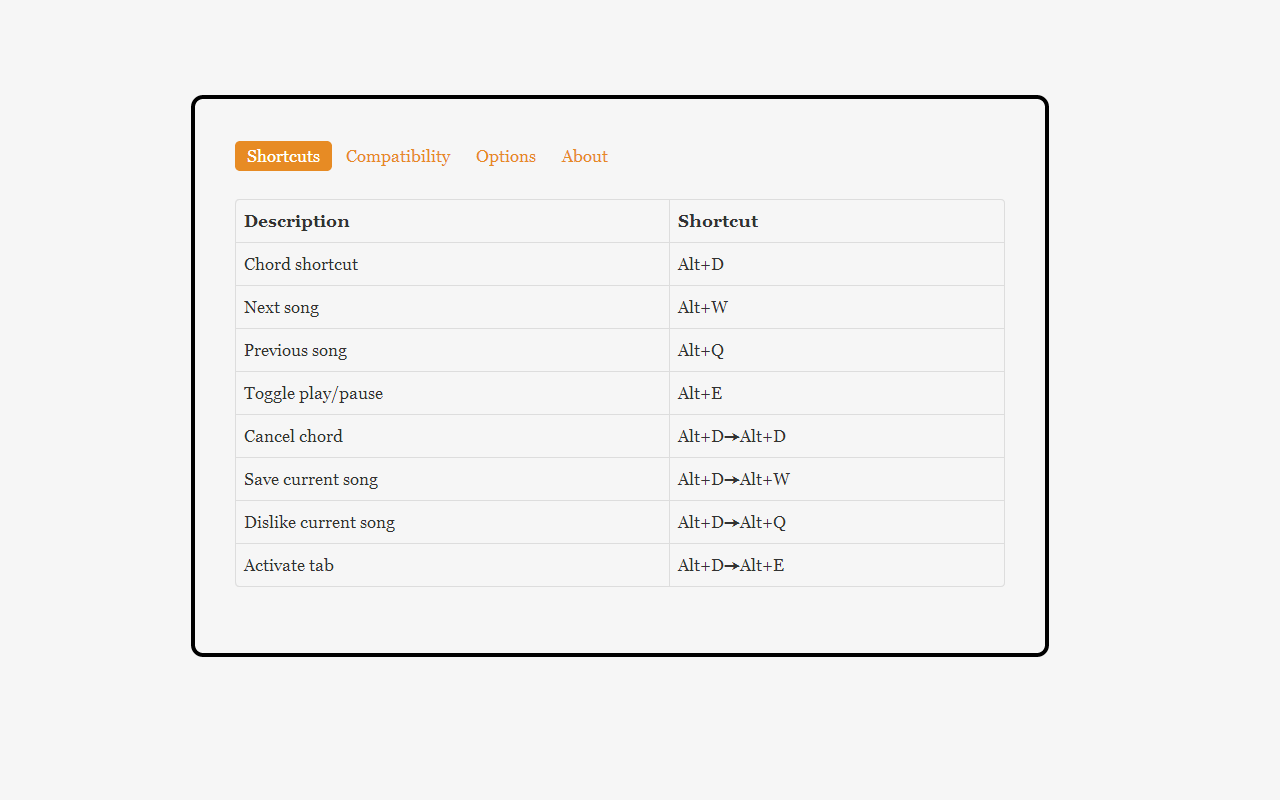 Shortcuts Compatibility Options About
Description Shortcut
Chord shortcut Alt+D
Next song Alt+W
Previous song Alt+Q
Toggle play/pause Alt+E
Cancel chord Alt+D→Alt+D
Save current song Alt+D→Alt+W
Dislike current song Alt+D→Alt+Q
Activate tab Alt+D→Alt+E